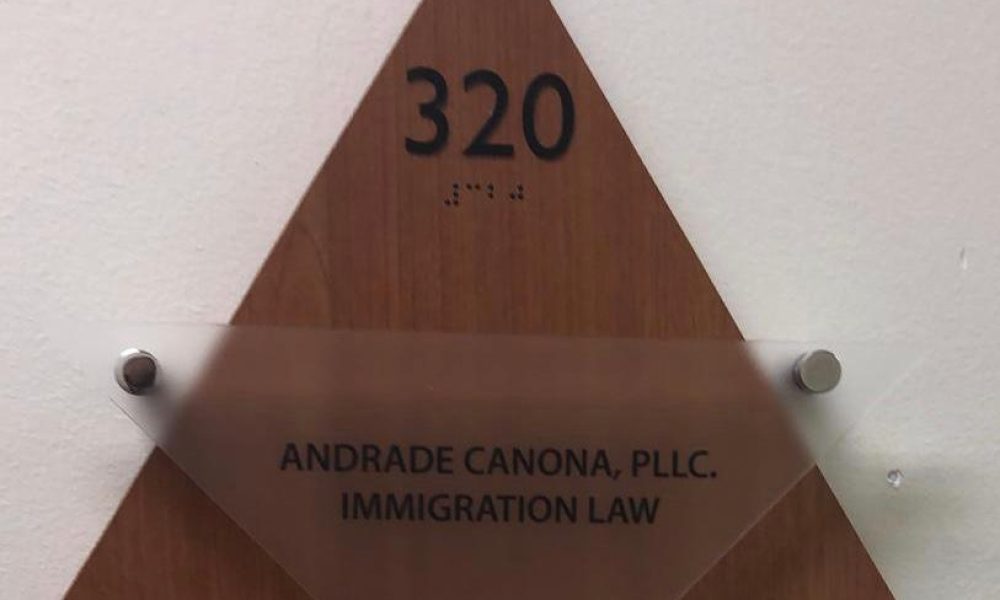 320
⠼⠉⠃⠚
ANDRADE CANONA, PLLC.
IMMIGRATION LAW